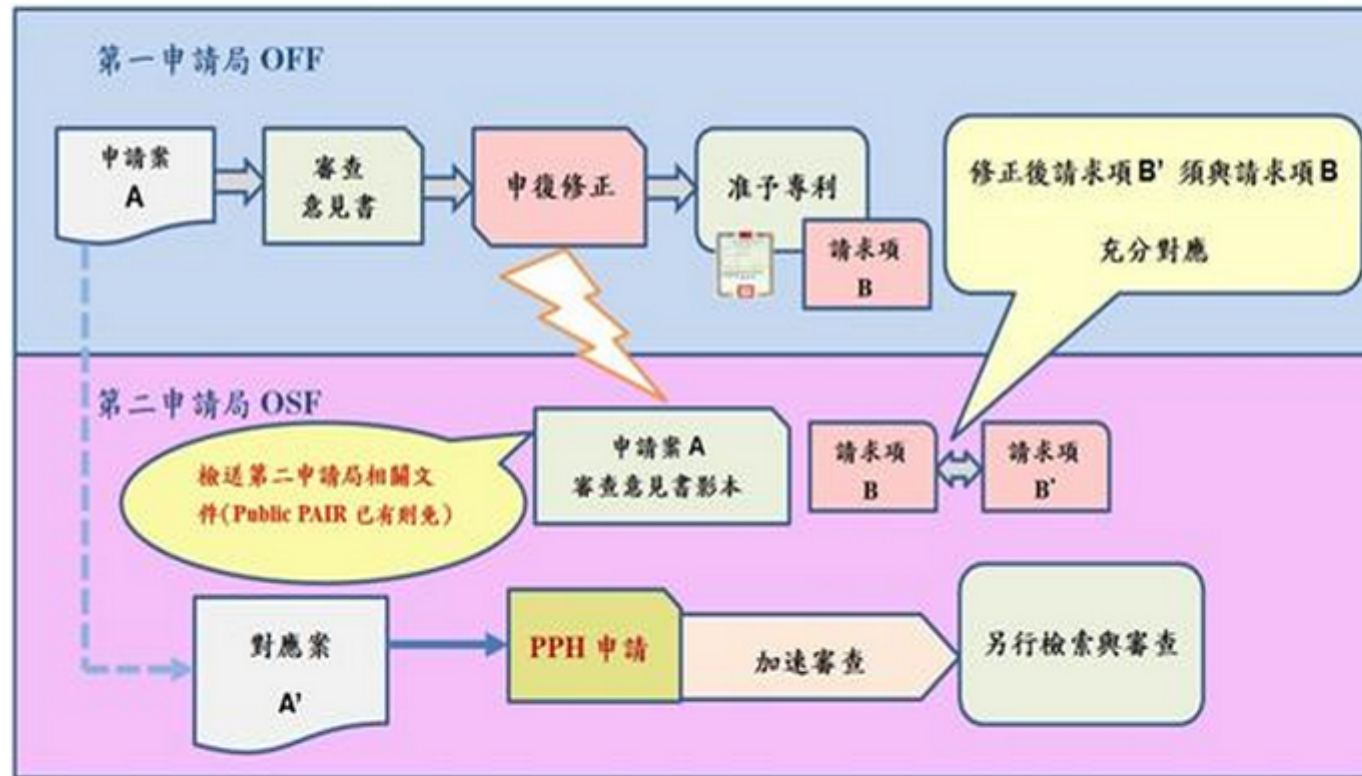 第一申請局 OFF
申請案
A
審查
意見書
申復修正
准予專利
請求項
B
修正後請求項B’ 須與請求項B
充分對應
第二申請局 OSF
檢送第二申請局相關文
件(Public PAIR 已有則免)
申請案 A
審查意見書影本
請求項
B
請求項
B’
對應案
A’
PPH 申請
加速審查
另行檢索與審查